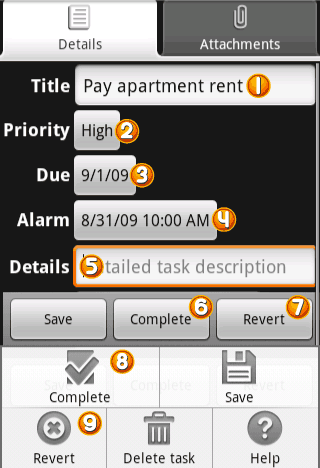 Details Attachments
Title Pay apartment rent 1
Priority High 2
Due 9/1/09 3
Alarm 8/31/09 10:00 AM 4
Details 5 tailed task description
Save Complete 6 Revert 7
Complete 8 Save
Revert 9 Delete task Help